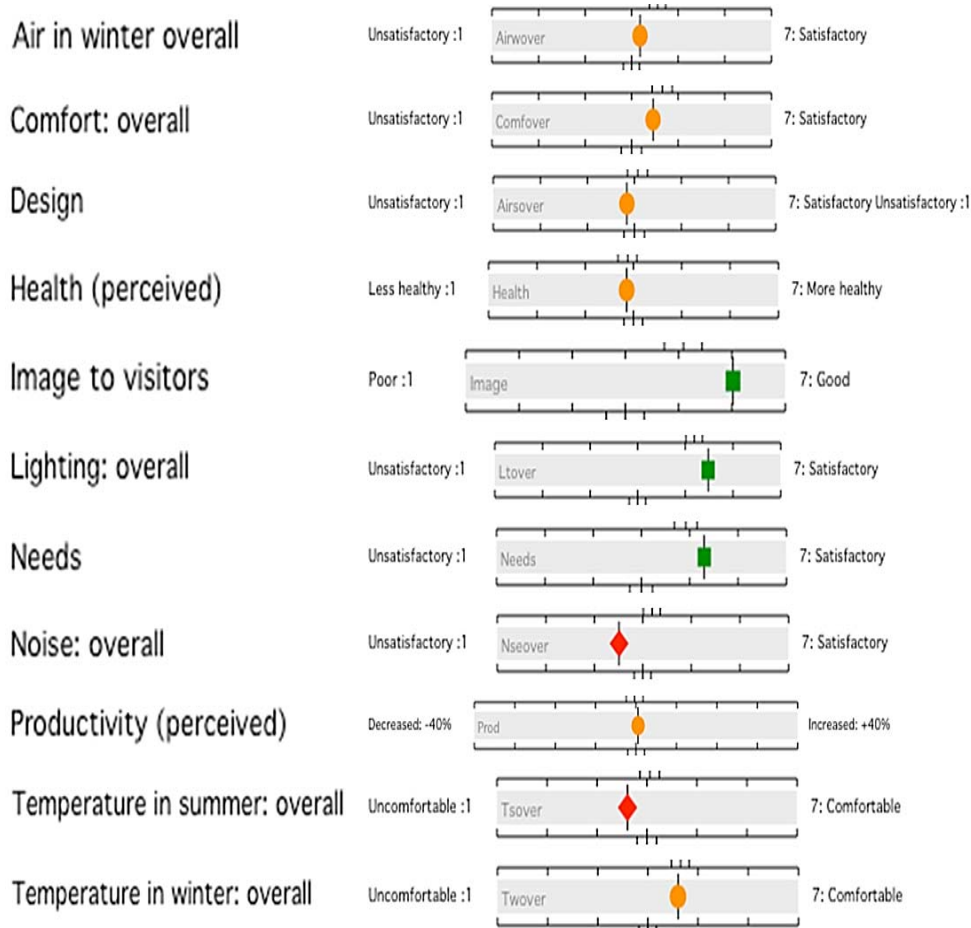 Air in winter overall Unsatisfactory :1 Airwover 7: Satisfactory
Comfort: overall Unsatisfactory :1 Comfover 7: Satisfactory
Design Unsatisfactory :1 Airsover 7: Satisfactory Unsatisfactory :1
Health (perceived) Less healthy :1 Health 7: More healthy
Image to visitors Poor :1 Image 7: Good
Lighting: overall Unsatisfactory :1 Ltover 7: Satisfactory
Needs Unsatisfactory :1 Needs 7: Satisfactory
Noise: overall Unsatisfactory :1 Nseover 7: Satisfactory
Productivity (perceived) Decreased: -40% Prod Increased: +40%
Temperature in summer: overall Uncomfortable :1 Tsover 7: Comfortable
Temperature in winter: overall Uncomfortable :1 Twover 7: Comfortable